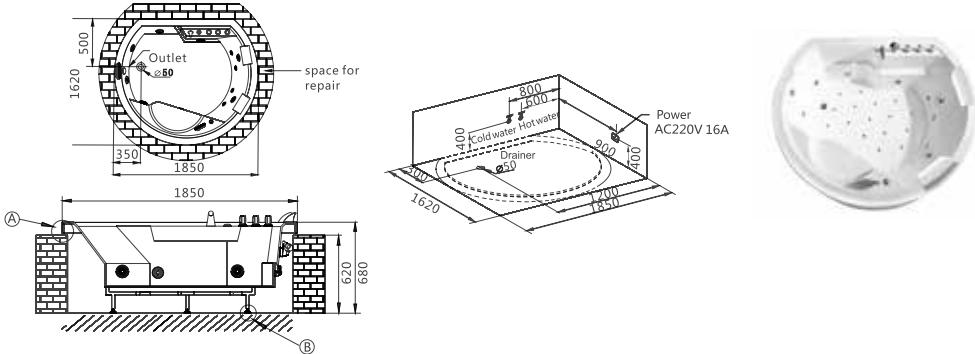 500
1620
Outlet
⌀50
space for
repair
350
1850
1850
A
620
680
B
800
600
Cold water Hot water
400
Power
AC220V 16A
900
400
Drainer
⌀50
300
1620
1200
1850